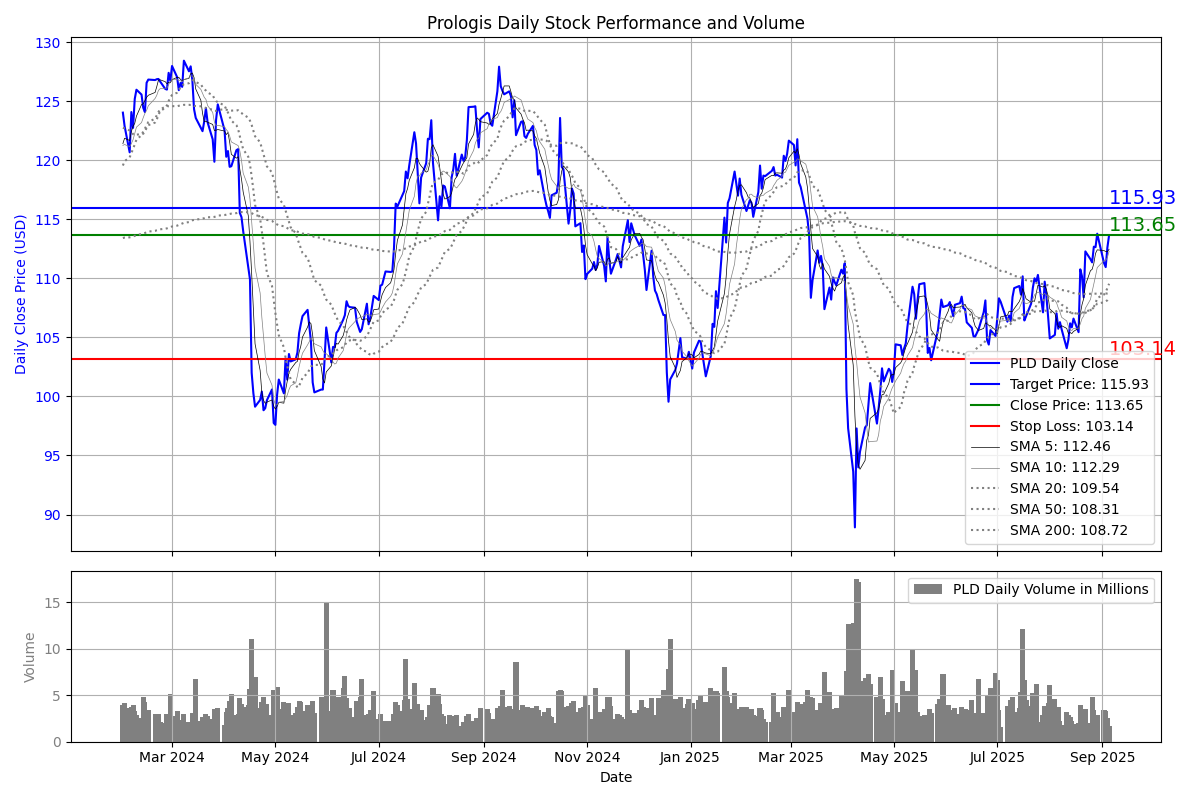 Prologis Daily Stock Performance and Volume
130
125
120
115
110
105
100
95
90
Daily Close Price (USD)
115.93
113.65
103.14
PLD Daily Close
Target Price: 115.93
Close Price: 113.65
Stop Loss: 103.14
SMA 5: 112.46
SMA 10: 112.29
SMA 20: 109.54
SMA 50: 108.31
SMA 200: 108.72
15
10
5
0
Volume
PLD Daily Volume in Millions
Mar 2024
May 2024
Jul 2024
Sep 2024
Nov 2024
Jan 2025
Mar 2025
May 2025
Jul 2025
Sep 2025
Date